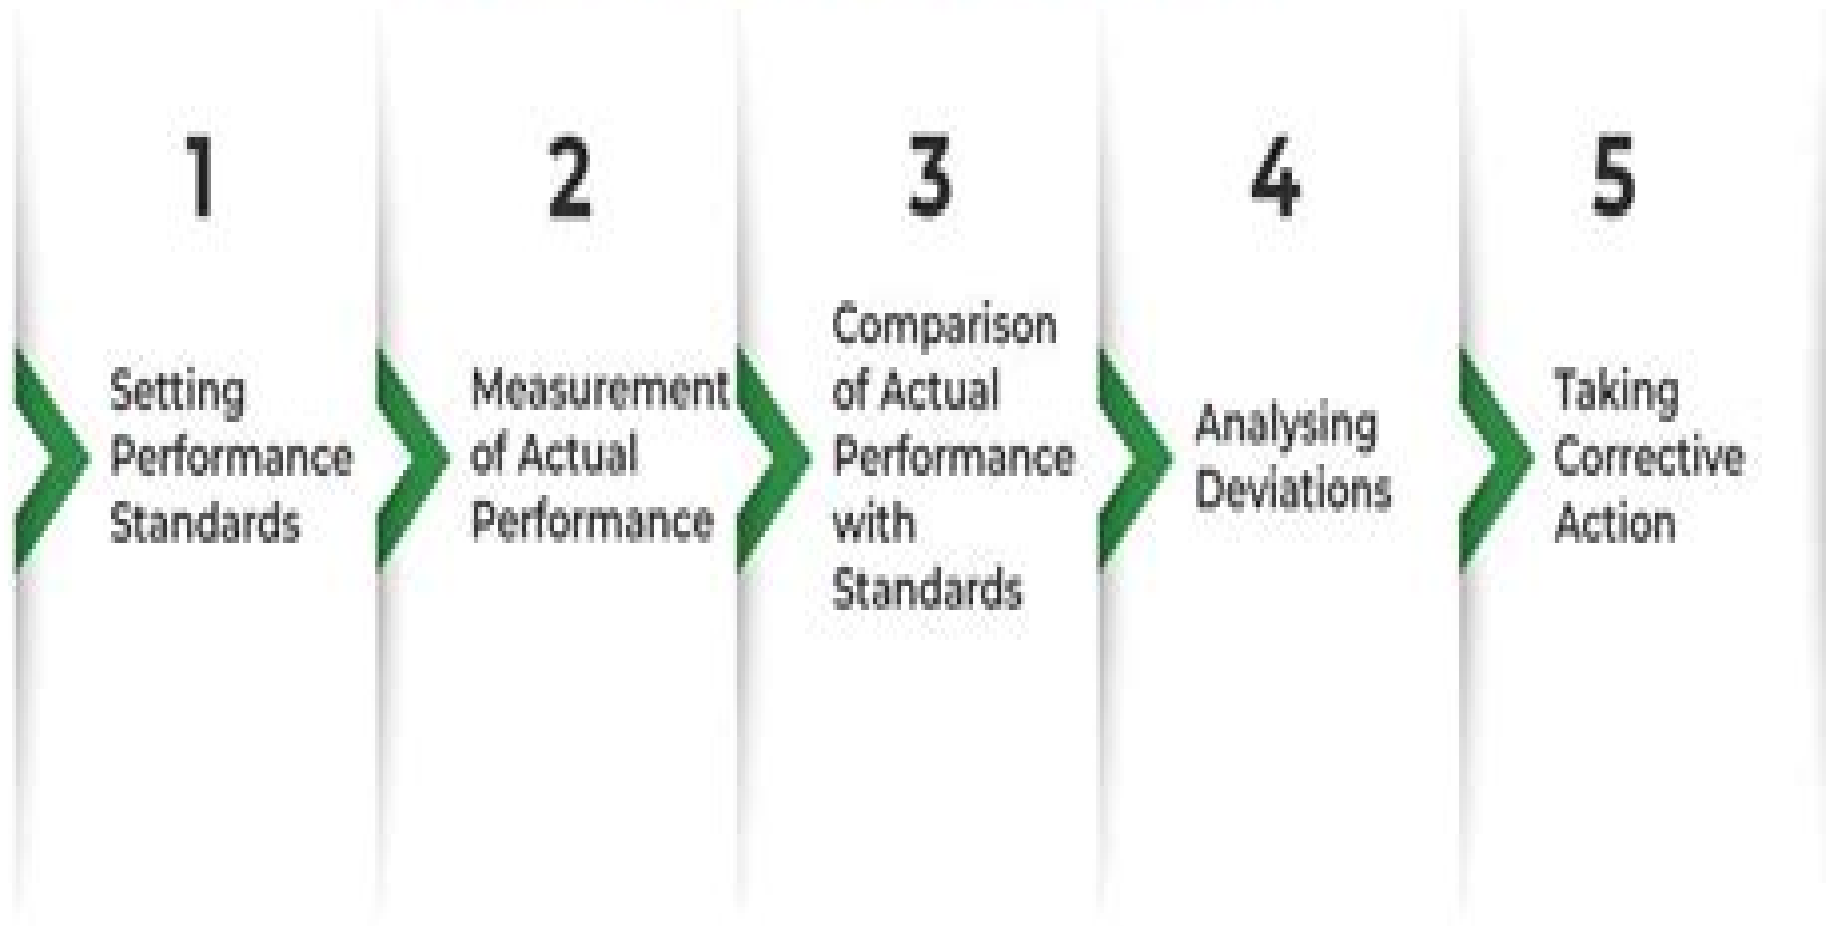 1
Setting
Performance
Standards
2
Measurement
of Actual
Performance
3
Comparison
of Actual
Performance
with
Standards
4
Analysing
Deviations
5
Taking
Corrective
Action